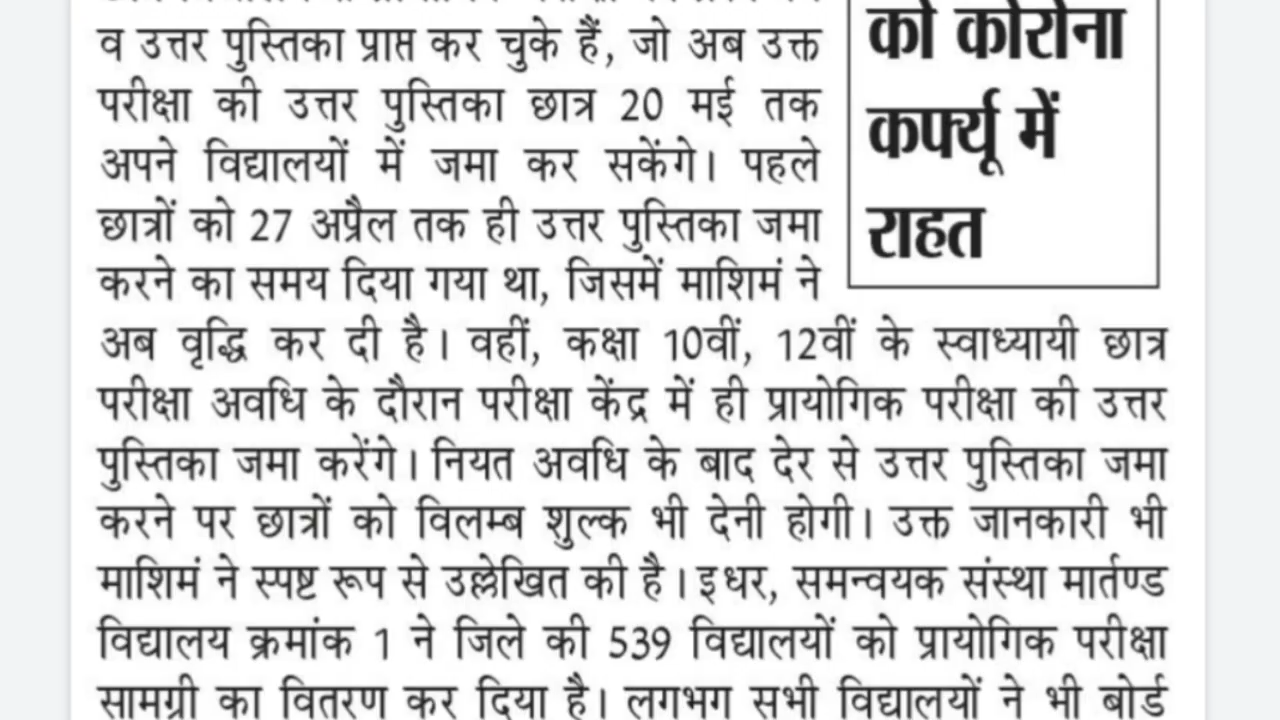 व उत्तर पुस्तिका प्राप्त कर चुके हैं, जो अब उक्त
परीक्षा की उत्तर पुस्तिका छात्र 20 मई तक
अपने विद्यालयों में जमा कर सकेंगे। पहले
छात्रों को 27 अप्रैल तक ही उत्तर पुस्तिका जमा
करने का समय दिया गया था, जिसमें माशिमं ने
को कोरोना
कर्फ्यू में
राहत
अब वृद्धि कर दी है। वहीं, कक्षा 10वीं, 12वीं के स्वाध्यायी छात्र
परीक्षा अवधि के दौरान परीक्षा केंद्र में ही प्रायोगिक परीक्षा की उत्तर
पुस्तिका जमा करेंगे। नियत अवधि के बाद देर से उत्तर पुस्तिका जमा
करने पर छात्रों को विलम्ब शुल्क भी देनी होगी। उक्त जानकारी भी
माशिमं ने स्पष्ट रूप से उल्लेखित की है। इधर, समन्वयक संस्था मार्तण्ड
विद्यालय क्रमांक 1 ने जिले की 539 विद्यालयों को प्रायोगिक परीक्षा
सामग्री का वितरण कर दिया है। लगभग सभी विद्यालयों ने भी बोर्ड